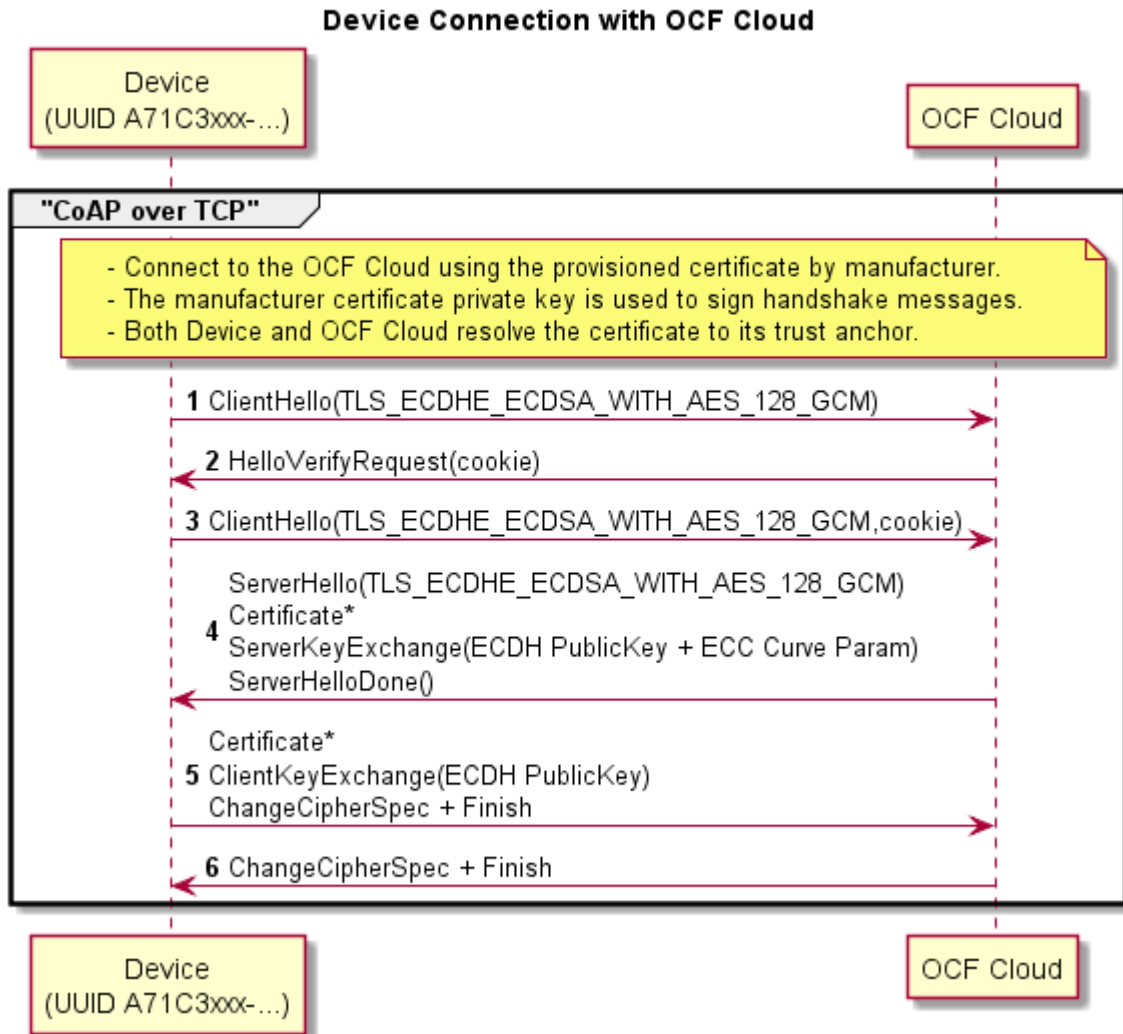 Device Connection with OCF Cloud
Device
(UUID A71C3xxx-...)
OCF Cloud
"CoAP over TCP"
- Connect to the OCF Cloud using the provisioned certificate by manufacturer.
- The manufacturer certificate private key is used to sign handshake messages.
- Both Device and OCF Cloud resolve the certificate to its trust anchor.
1 ClientHello(TLS_ECDHE_ECDSA_WITH_AES_128_GCM)
2 HelloVerifyRequest(cookie)
3 ClientHello(TLS_ECDHE_ECDSA_WITH_AES_128_GCM,cookie)
ServerHello(TLS_ECDHE_ECDSA_WITH_AES_128_GCM)
Certificate*
4 ServerKeyExchange(ECDH PublicKey + ECC Curve Param)
ServerHelloDone()
Certificate*
5 ClientKeyExchange(ECDH PublicKey)
ChangeCipherSpec + Finish
6 ChangeCipherSpec + Finish
Device
(UUID A71C3xxx-...)
OCF Cloud